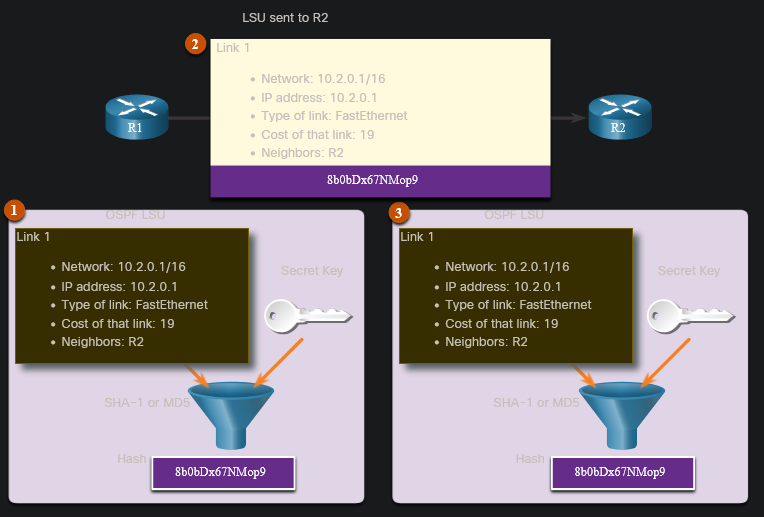 LSU sent to R2
2
Link 1
• Network: 10.2.0.1/16
• IP address: 10.2.0.1
• Type of link: FastEthernet
• Cost of that link: 19
• Neighbors: R2
R1
R2
8b0bDx67NMop9
1
OSPF LSU
Link 1
• Network: 10.2.0.1/16
• IP address: 10.2.0.1
• Type of link: FastEthernet
• Cost of that link: 19
• Neighbors: R2
Secret Key
SHA-1 or MD5
Hash
8b0bDx67NMop9
3
OSPF LSU
Link 1
• Network: 10.2.0.1/16
• IP address: 10.2.0.1
• Type of link: FastEthernet
• Cost of that link: 19
• Neighbors: R2
Secret Key
SHA-1 or MD5
Hash
8b0bDx67NMop9